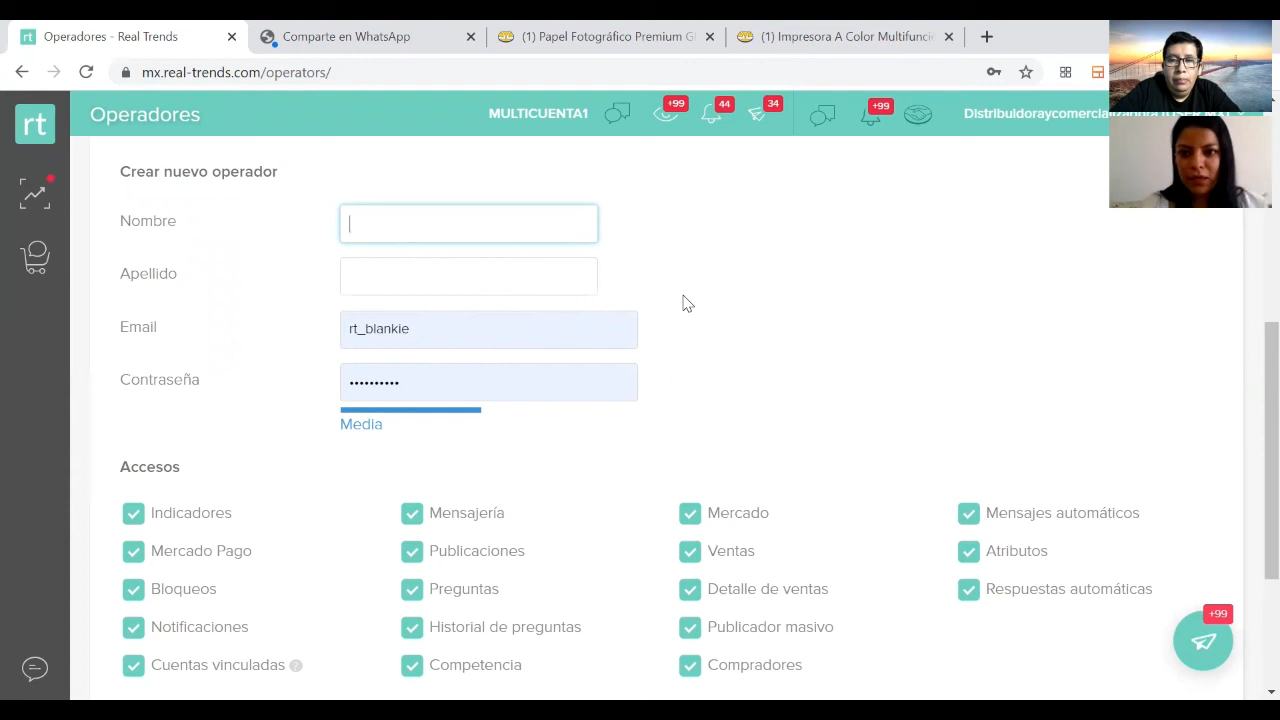 Operadores - Real Trends
Comparte en WhatsApp
(1) Papel Fotográfico Premium Gl
(1) Impresora A Color Multifunci
mx.real-trends.com/operators/
rt
Operadores
MULTICUENTA1
+99
44
34
+99
Crear nuevo operador
Nombre
Apellido
Email
rt_blankie
Contraseña
••••••••••
Media
Accesos
Indicadores
Mensajería
Mercado
Mensajes automáticos
Mercado Pago
Publicaciones
Ventas
Atributos
Bloqueos
Preguntas
Detalle de ventas
Respuestas automáticas
Notificaciones
Historial de preguntas
Publicador masivo
Cuentas vinculadas ?
Competencia
Compradores
+99